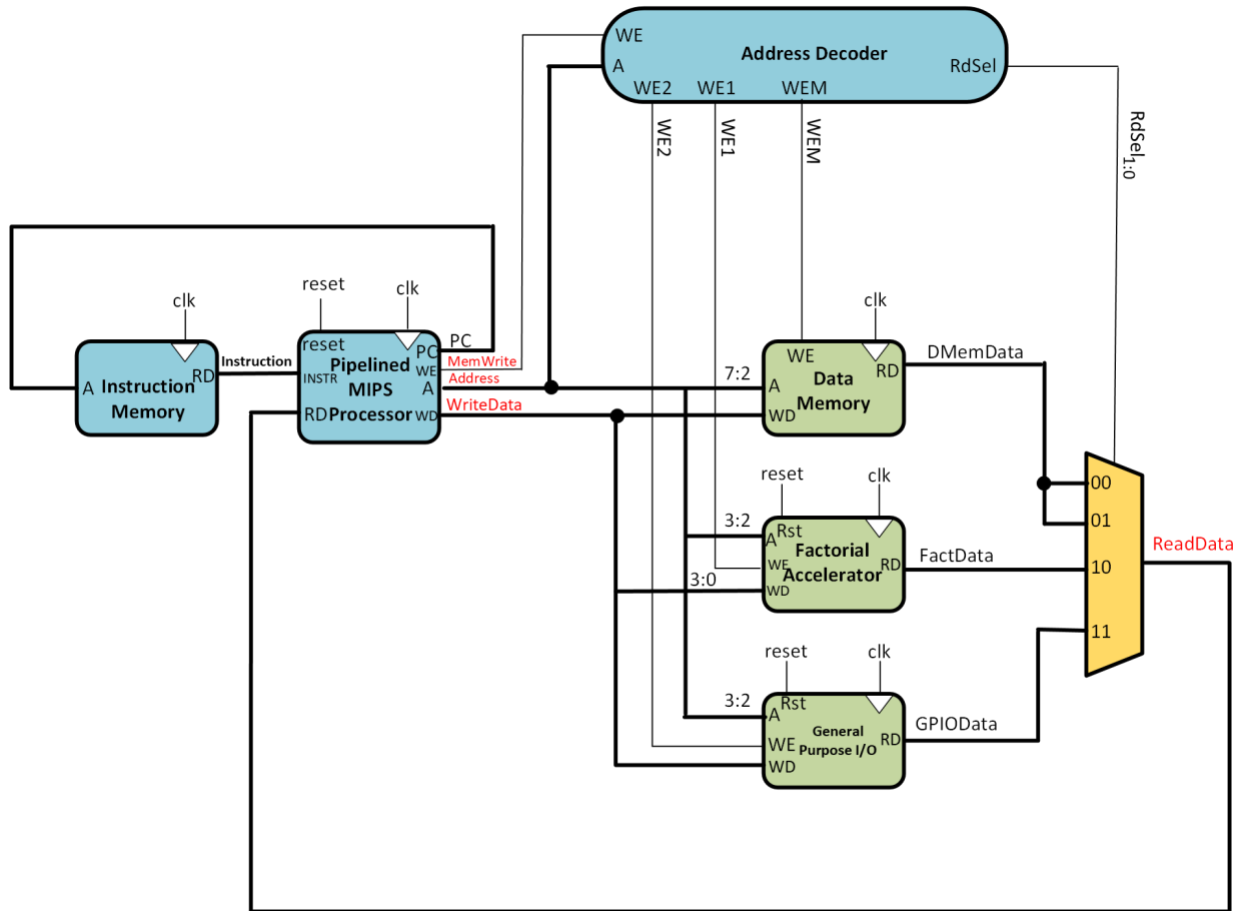 WE
Address Decoder
A
RdSel
WE2 WE1 WEM
WE2
WE1
WEM
RdSel1:0
reset
clk
clk
clk
reset
PC
PC
Instruction
RD
INSTR
Pipelined
MIPS
Processor
WE
MemWrite
A
Address
WD
WriteData
RD
A
Instruction
Memory
7:2
WE
A
Data
Memory
RD
WD
DMemData
reset
clk
3:2
Rst
A
Factorial
Accelerator
WE
RD
WD
3:0
FactData
00
01
10
11
ReadData
reset
clk
3:2
Rst
A
General
Purpose I/O
WE
RD
WD
GPIOData